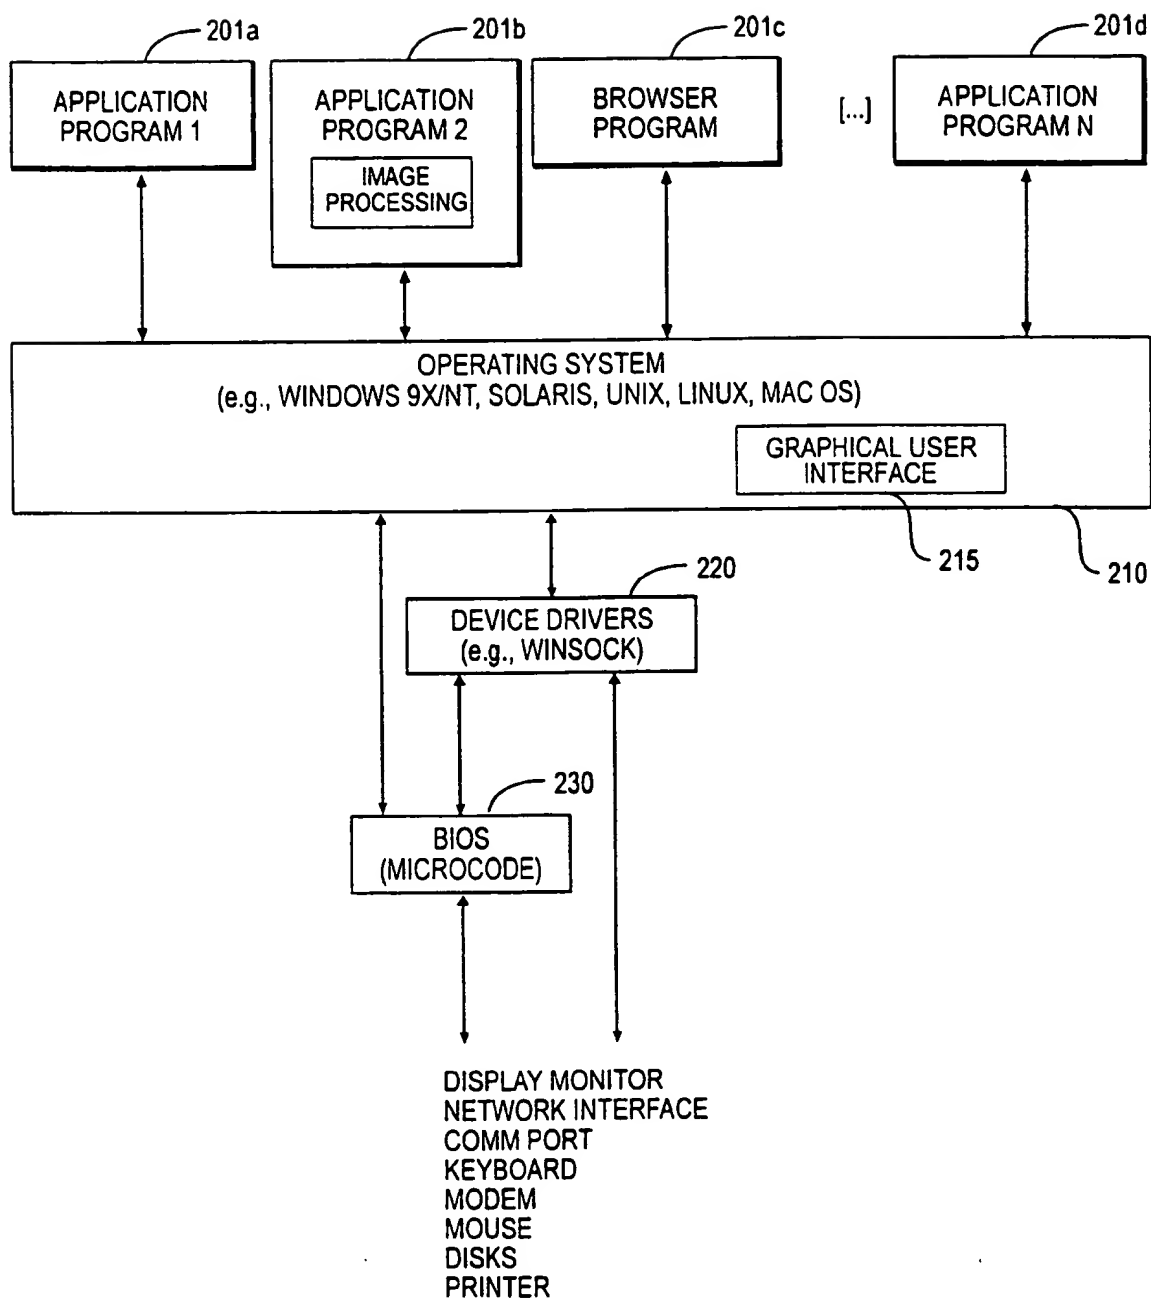 201a
201b
201c
201d
APPLICATION
PROGRAM 1
APPLICATION
PROGRAM 2
IMAGE
PROCESSING
BROWSER
PROGRAM
[...]
APPLICATION
PROGRAM N
OPERATING SYSTEM
(e.g., WINDOWS 9X/NT, SOLARIS, UNIX, LINUX, MAC OS)
GRAPHICAL USER
INTERFACE
215
210
220
DEVICE DRIVERS
(e.g., WINSOCK)
230
BIOS
(MICROCODE)
DISPLAY MONITOR
NETWORK INTERFACE
COMM PORT
KEYBOARD
MODEM
MOUSE
DISKS
PRINTER